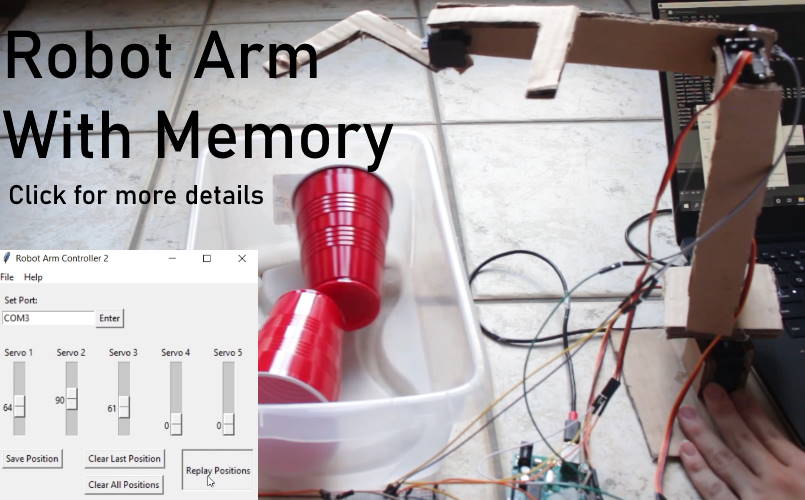 Robot Arm
With Memory
Click for more details
Robot Arm Controller 2
File Help
Set Port:
COM3 Enter
Servo 1 Servo 2 Servo 3 Servo 4 Servo 5
64 90 61 0 0
Save Position Clear Last Position
Replay Positions
Clear All Positions